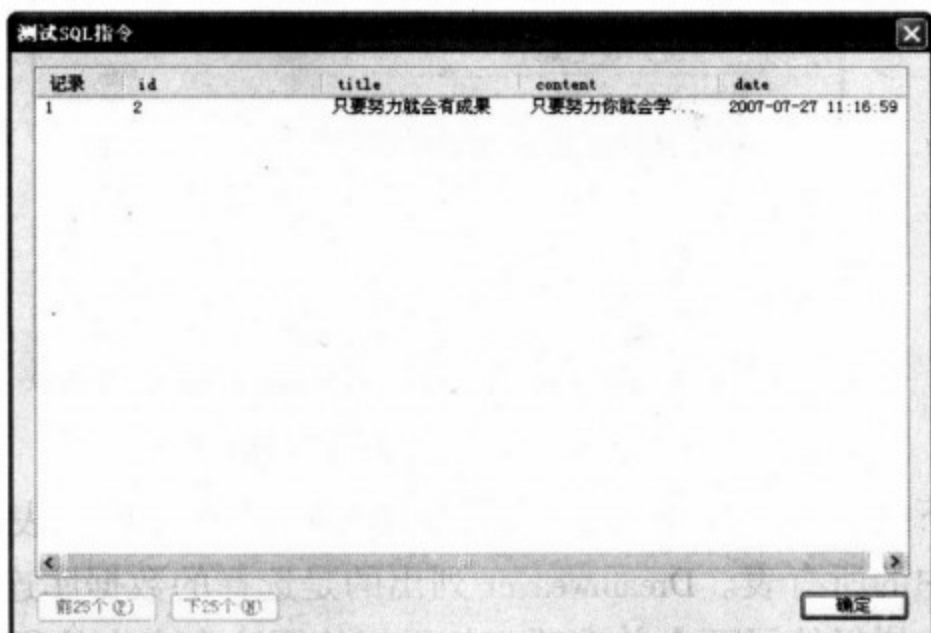 测试SQL指令
记录 id title content date
1 2 只要努力就会有成果 只要努力你就会学... 2007-07-27 11:16:59
Dreamweaver
前25个(P) 下25个(N) 确定